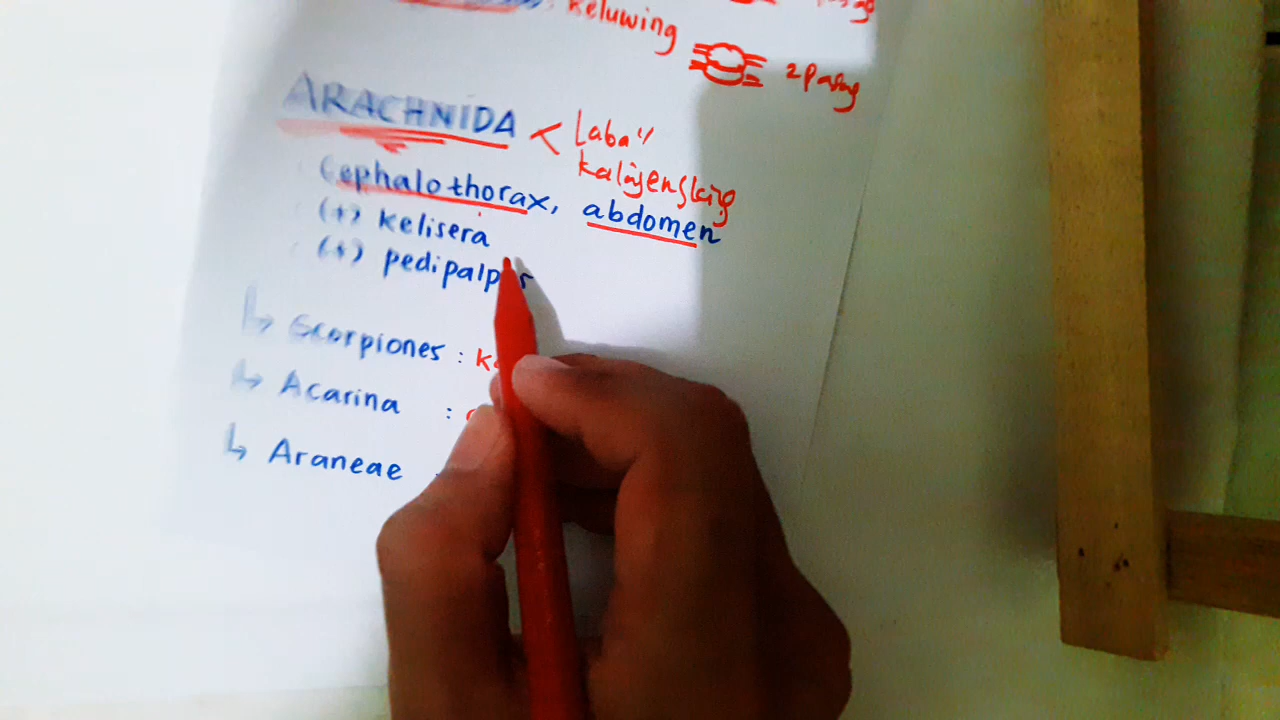 : Keluwing
2 pasang
ARACHNIDA < Laba"
kalajengking
Cephalothorax, abdomen
(+) kelisera
(+) pedipalpus
↳ Scorpiones : K
↳ Acarina :
↳ Araneae